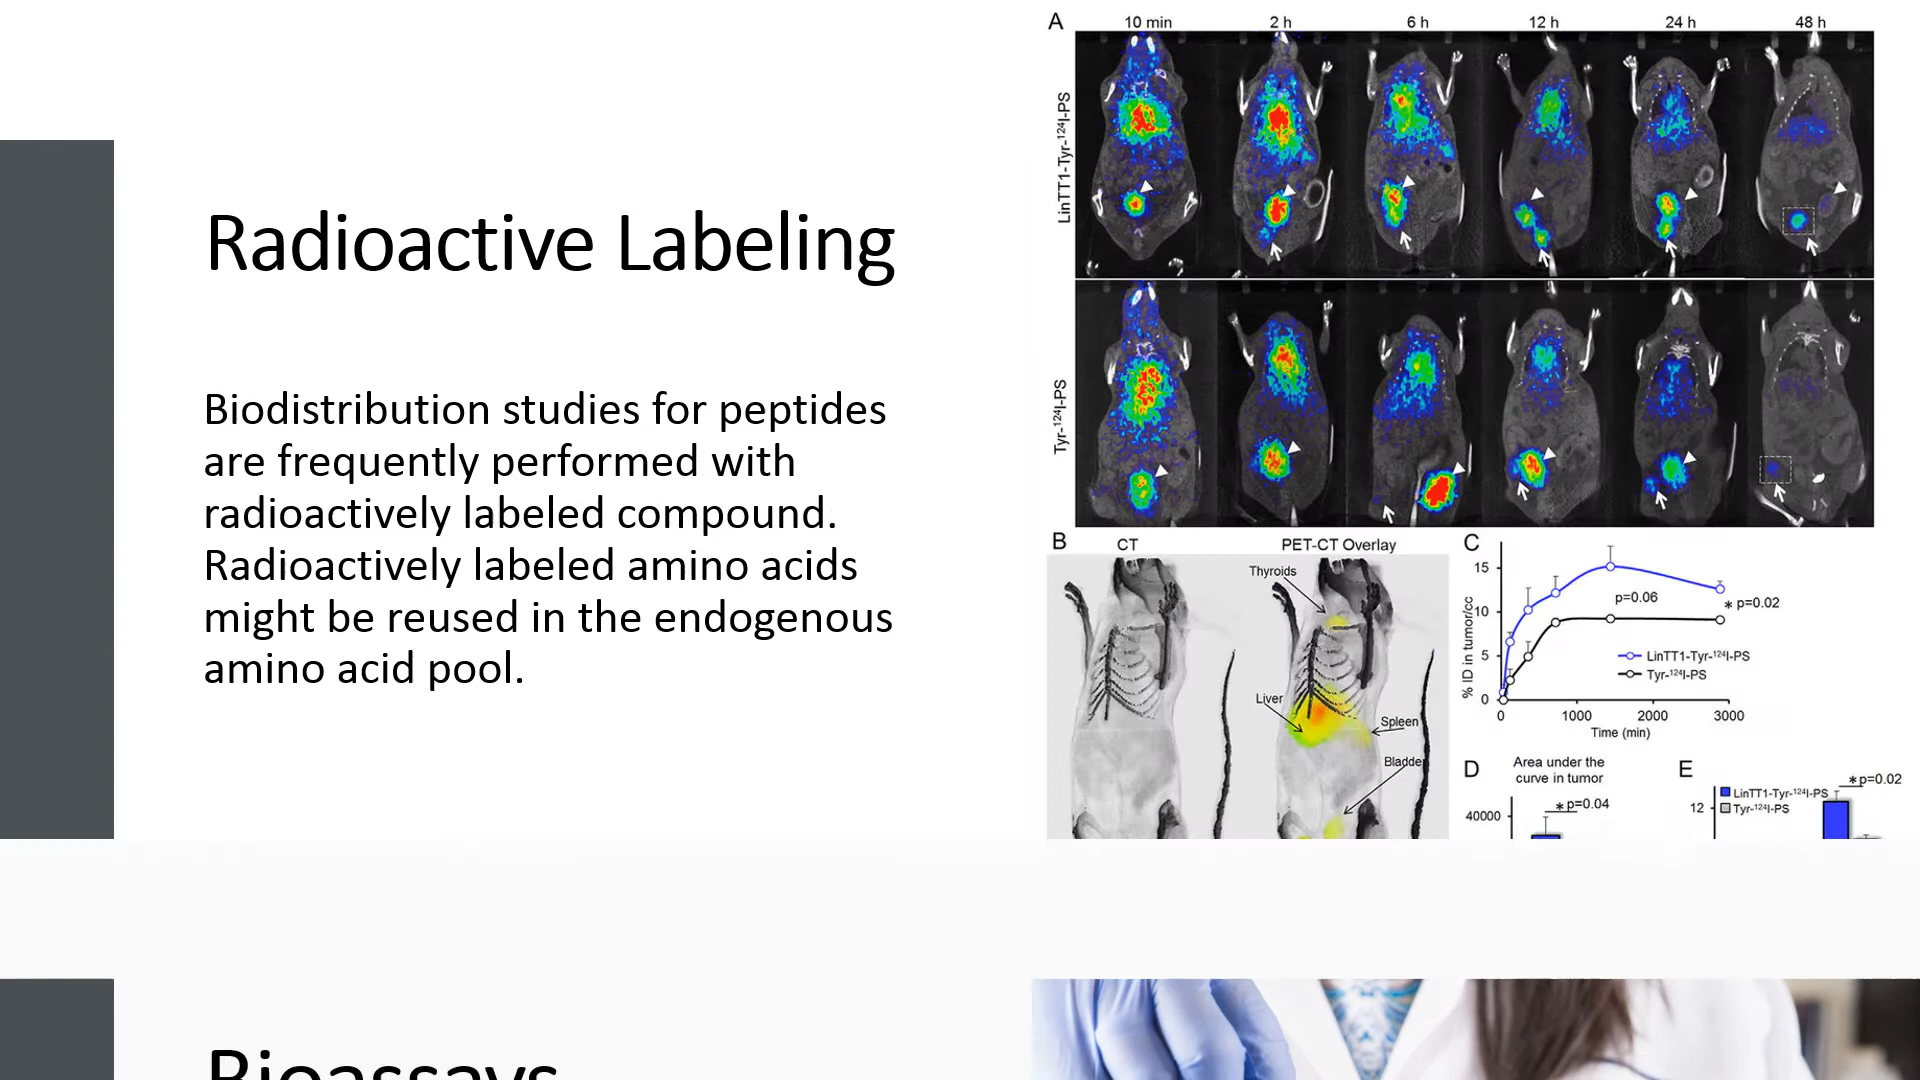 Radioactive Labeling
Biodistribution studies for peptides
are frequently performed with
radioactively labeled compound.
Radioactively labeled amino acids
might be reused in the endogenous
amino acid pool.
A
10 min 2 h 6 h 12 h 24 h 48 h
LinTT1-Tyr-¹²⁴I-PS
Tyr-¹²⁴I-PS
B
CT PET-CT Overlay
Thyroids
Liver
Spleen
Bladder
C
% ID in tumor/cc
15
10
5
0
p=0.06
* p=0.02
LinTT1-Tyr-¹²⁴I-PS
Tyr-¹²⁴I-PS
0 1000 2000 3000
Time (min)
D
Area under the
curve in tumor
* p=0.04
40000
E
* p=0.02
LinTT1-Tyr-¹²⁴I-PS
Tyr-¹²⁴I-PS
12
Bioassays